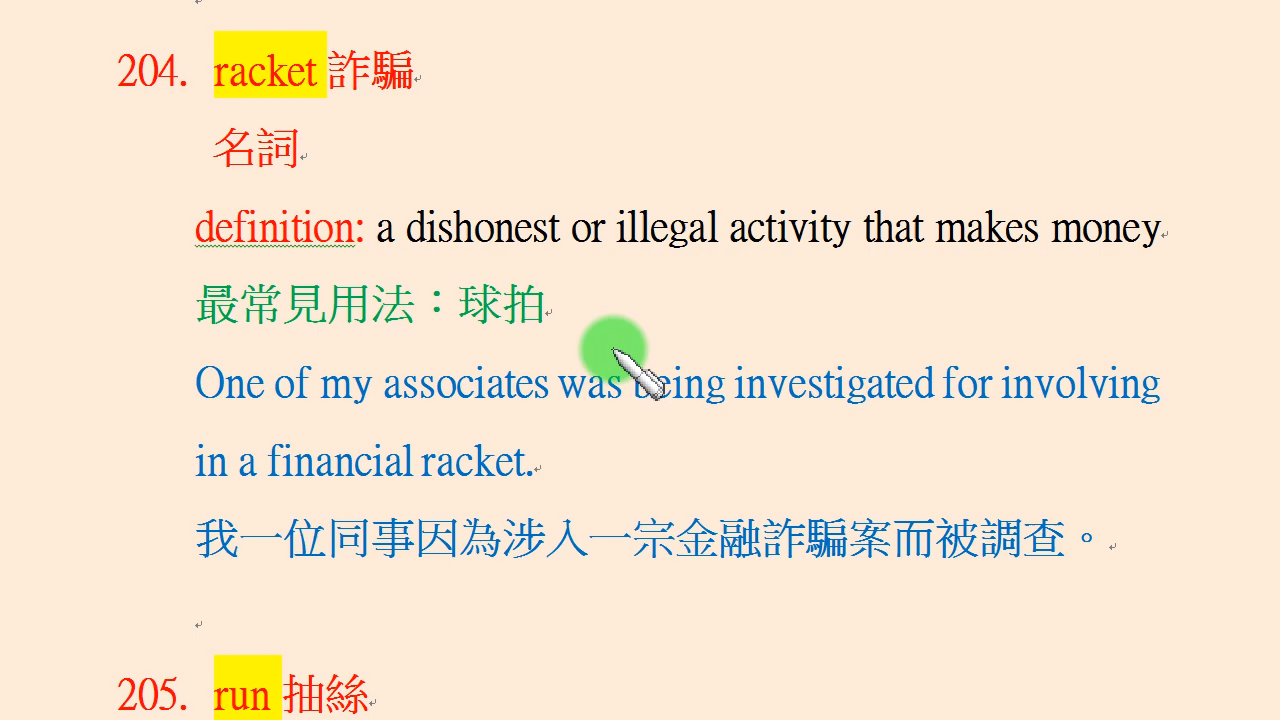 204. racket 詐騙
名詞
definition: a dishonest or illegal activity that makes money
最常見用法：球拍
One of my associates was being investigated for involving
in a financial racket.
我一位同事因為涉入一宗金融詐騙案而被調查。
205. run 抽絲